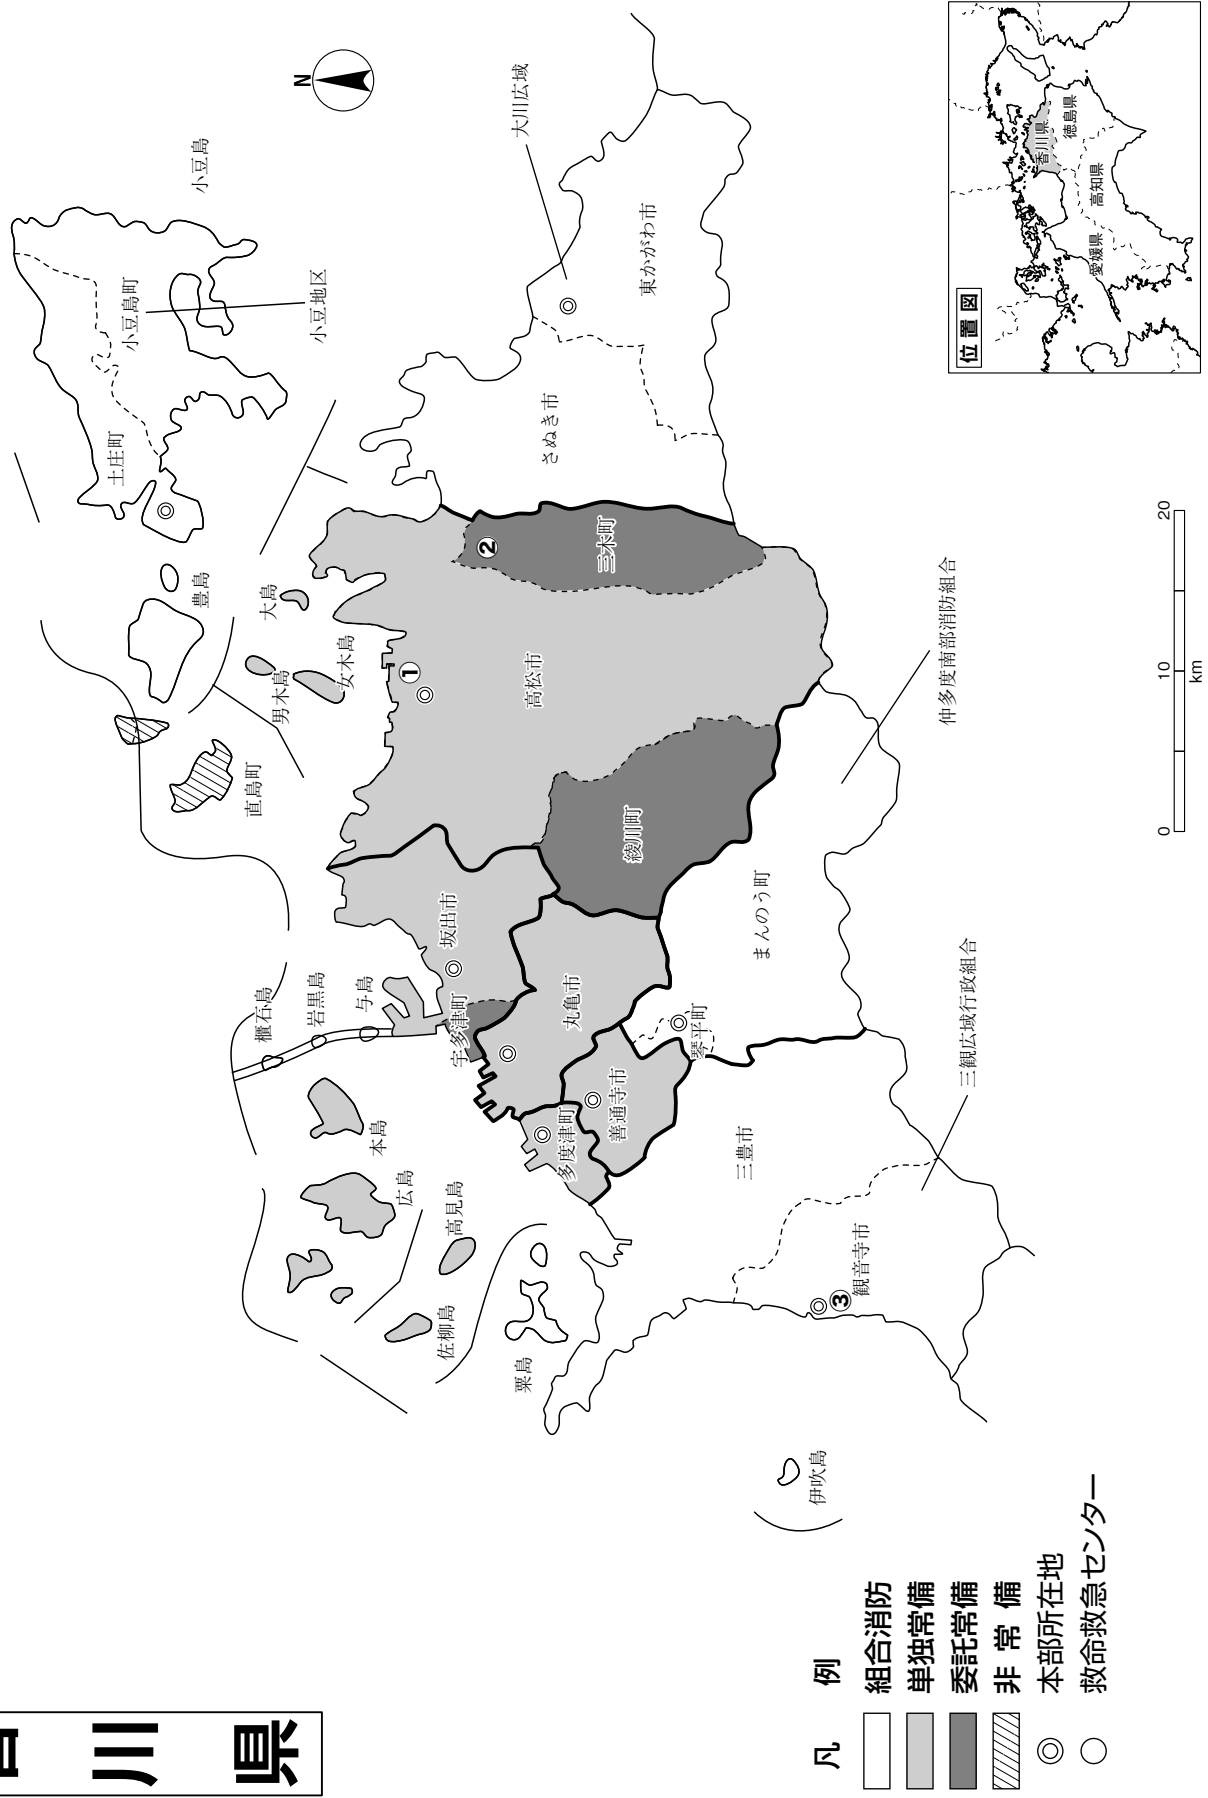 香川県
N
小豆島
小豆島町
小豆地区
土庄町
豊島
大島
男木島
女木島
直島町
大川広域
東かがわ市
さぬき市
三木町
②
①
高松市
綾川町
仲多度南部消防組合
まんのう町
琴平町
坂出市
宇多津町
丸亀市
善通寺市
多度津町
櫃石島
岩黒島
与島
本島
広島
高見島
佐柳島
粟島
伊吹島
三豊市
観音寺市
③
三観広域行政組合
0 10 20
km
位置図
香川県
徳島県
高知県
愛媛県
凡例
組合消防
単独常備
委託常備
非常備
本部所在地
救命救急センター